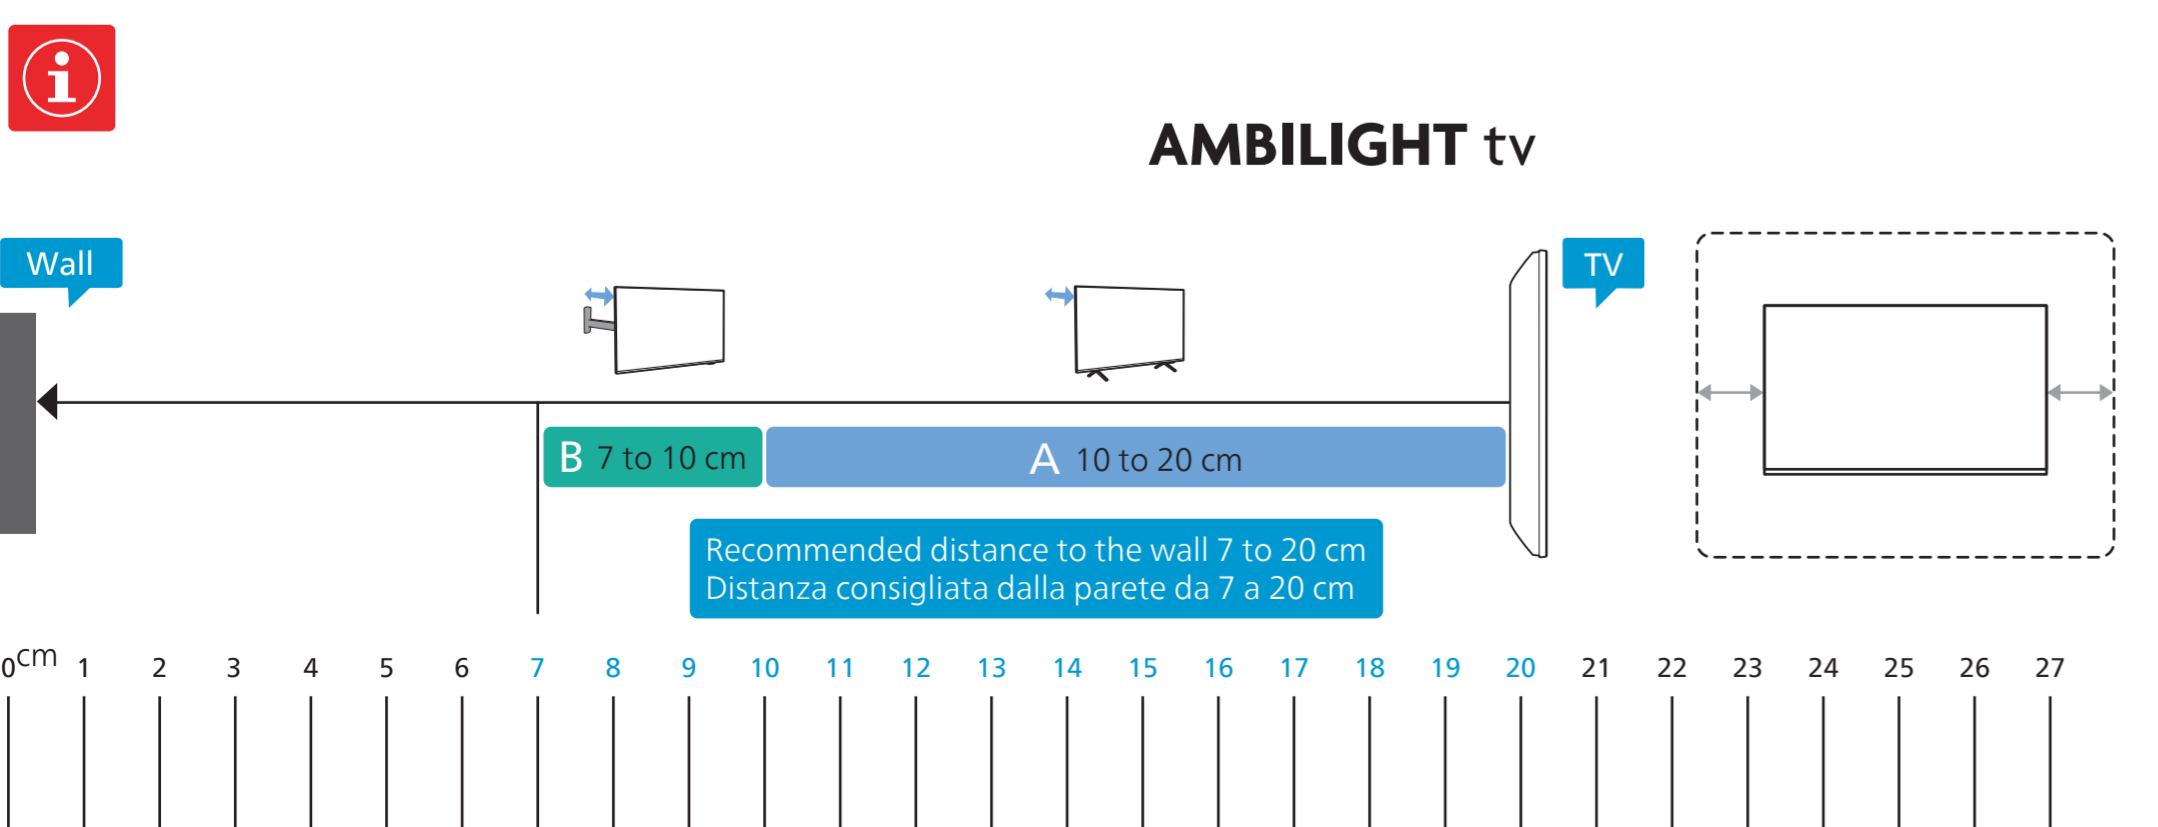 i
AMBILIGHT tv
Wall
TV
B 7 to 10 cm
A 10 to 20 cm
Recommended distance to the wall 7 to 20 cm
Distanza consigliata dalla parete da 7 a 20 cm
0cm 1 2 3 4 5 6 7 8 9 10 11 12 13 14 15 16 17 18 19 20 21 22 23 24 25 26 27